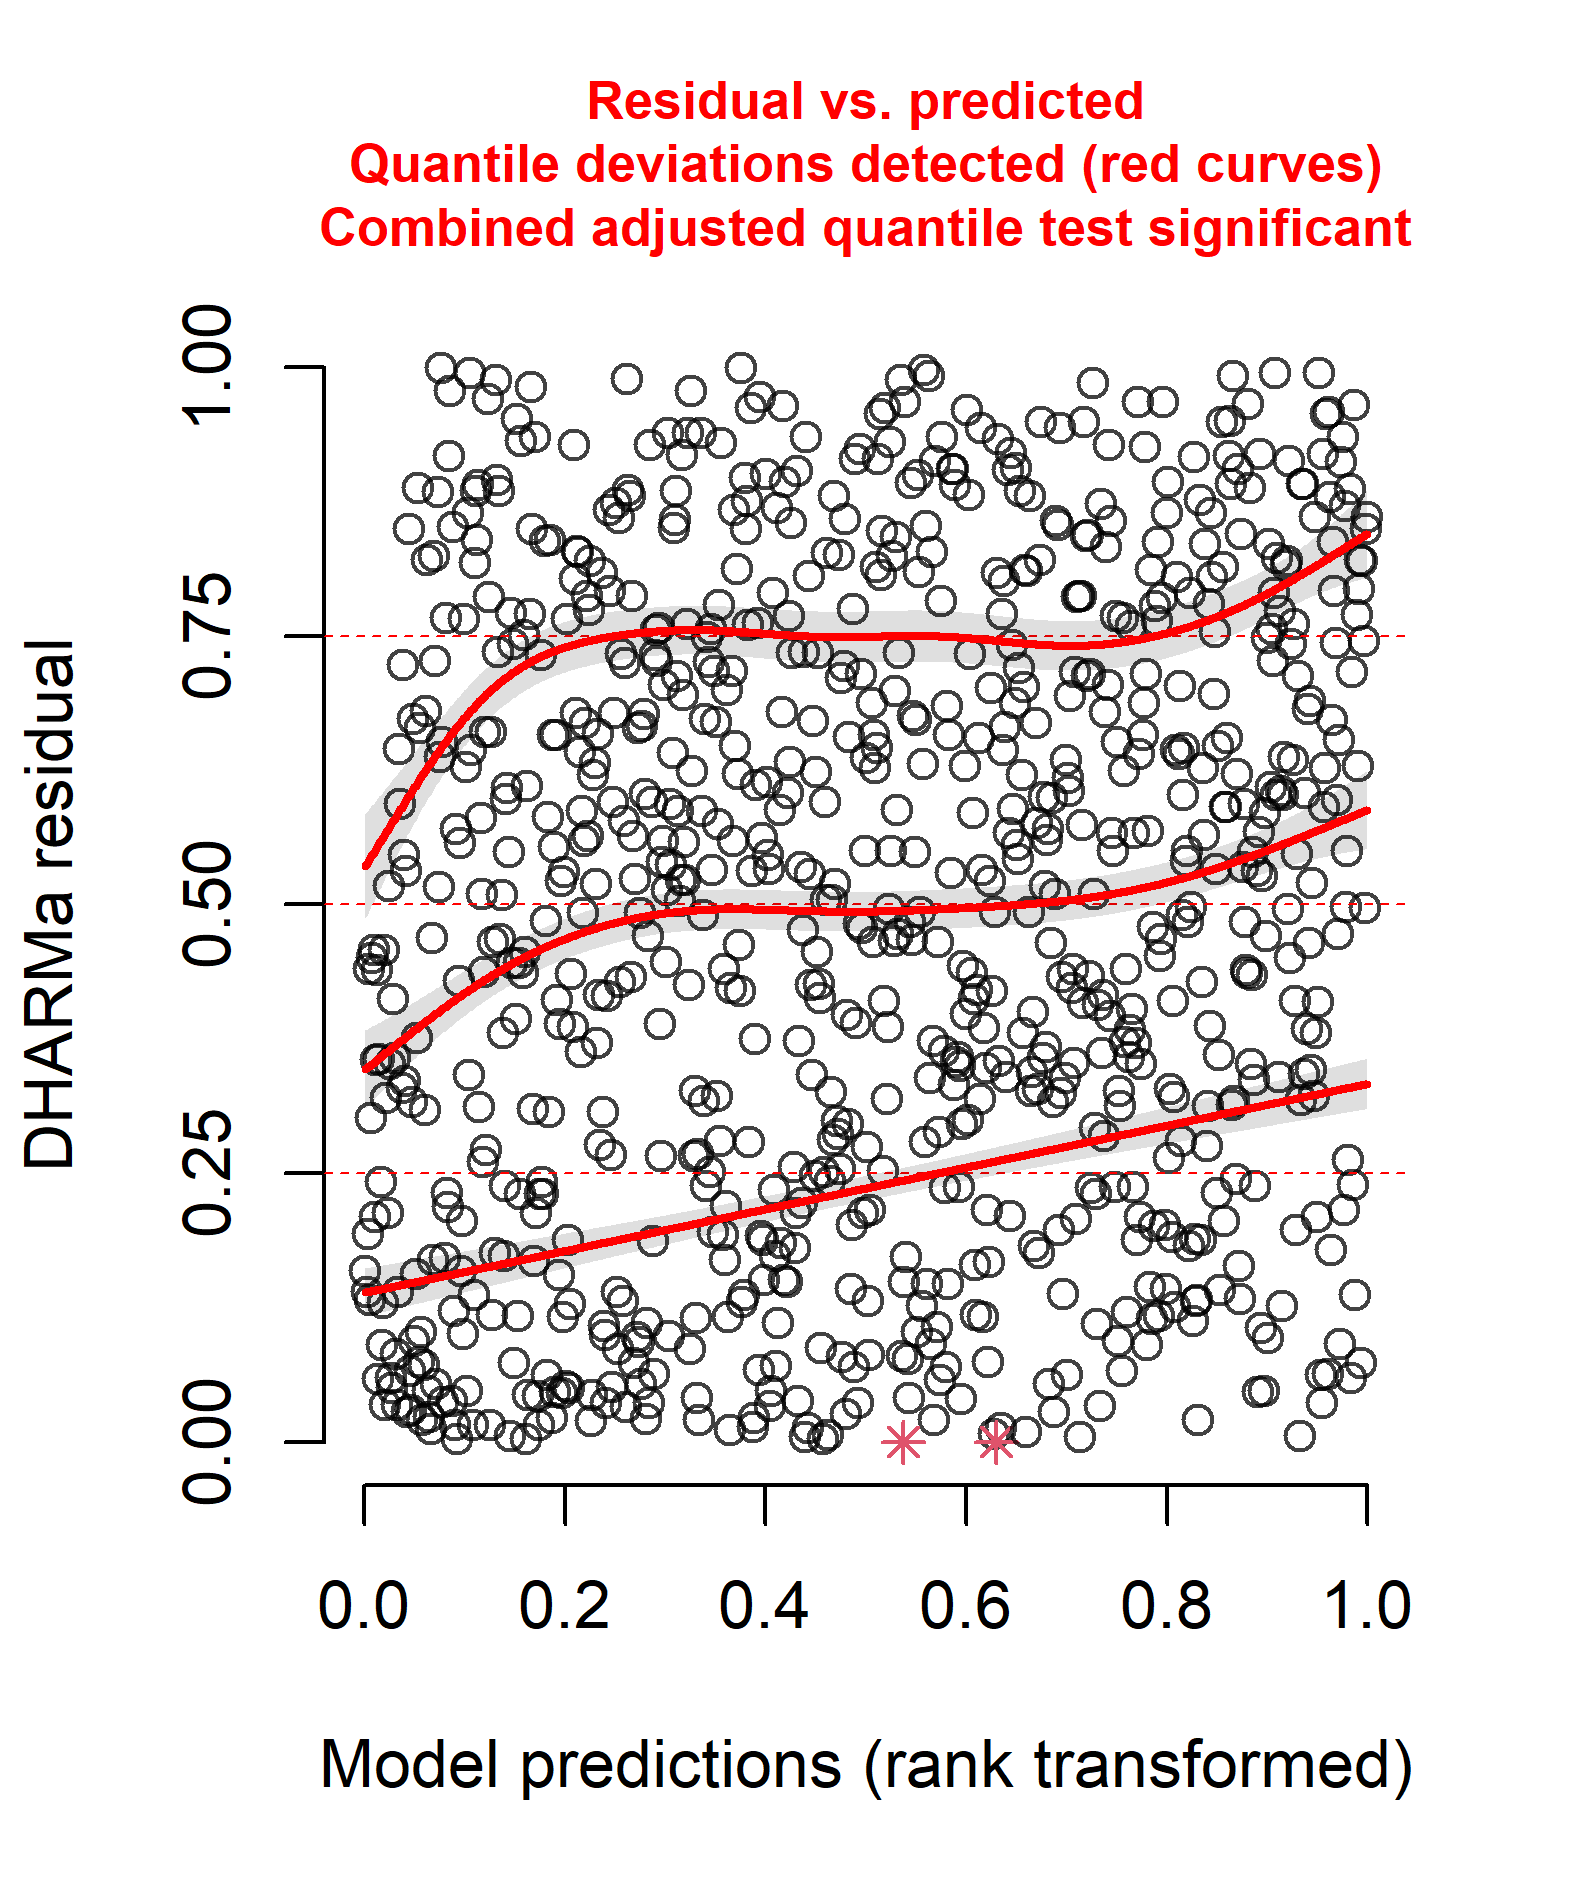 Residual vs. predicted
Quantile deviations detected (red curves)
Combined adjusted quantile test significant
DHARMa residual
1.00
0.75
0.50
0.25
0.00
0.0 0.2 0.4 0.6 0.8 1.0
Model predictions (rank transformed)